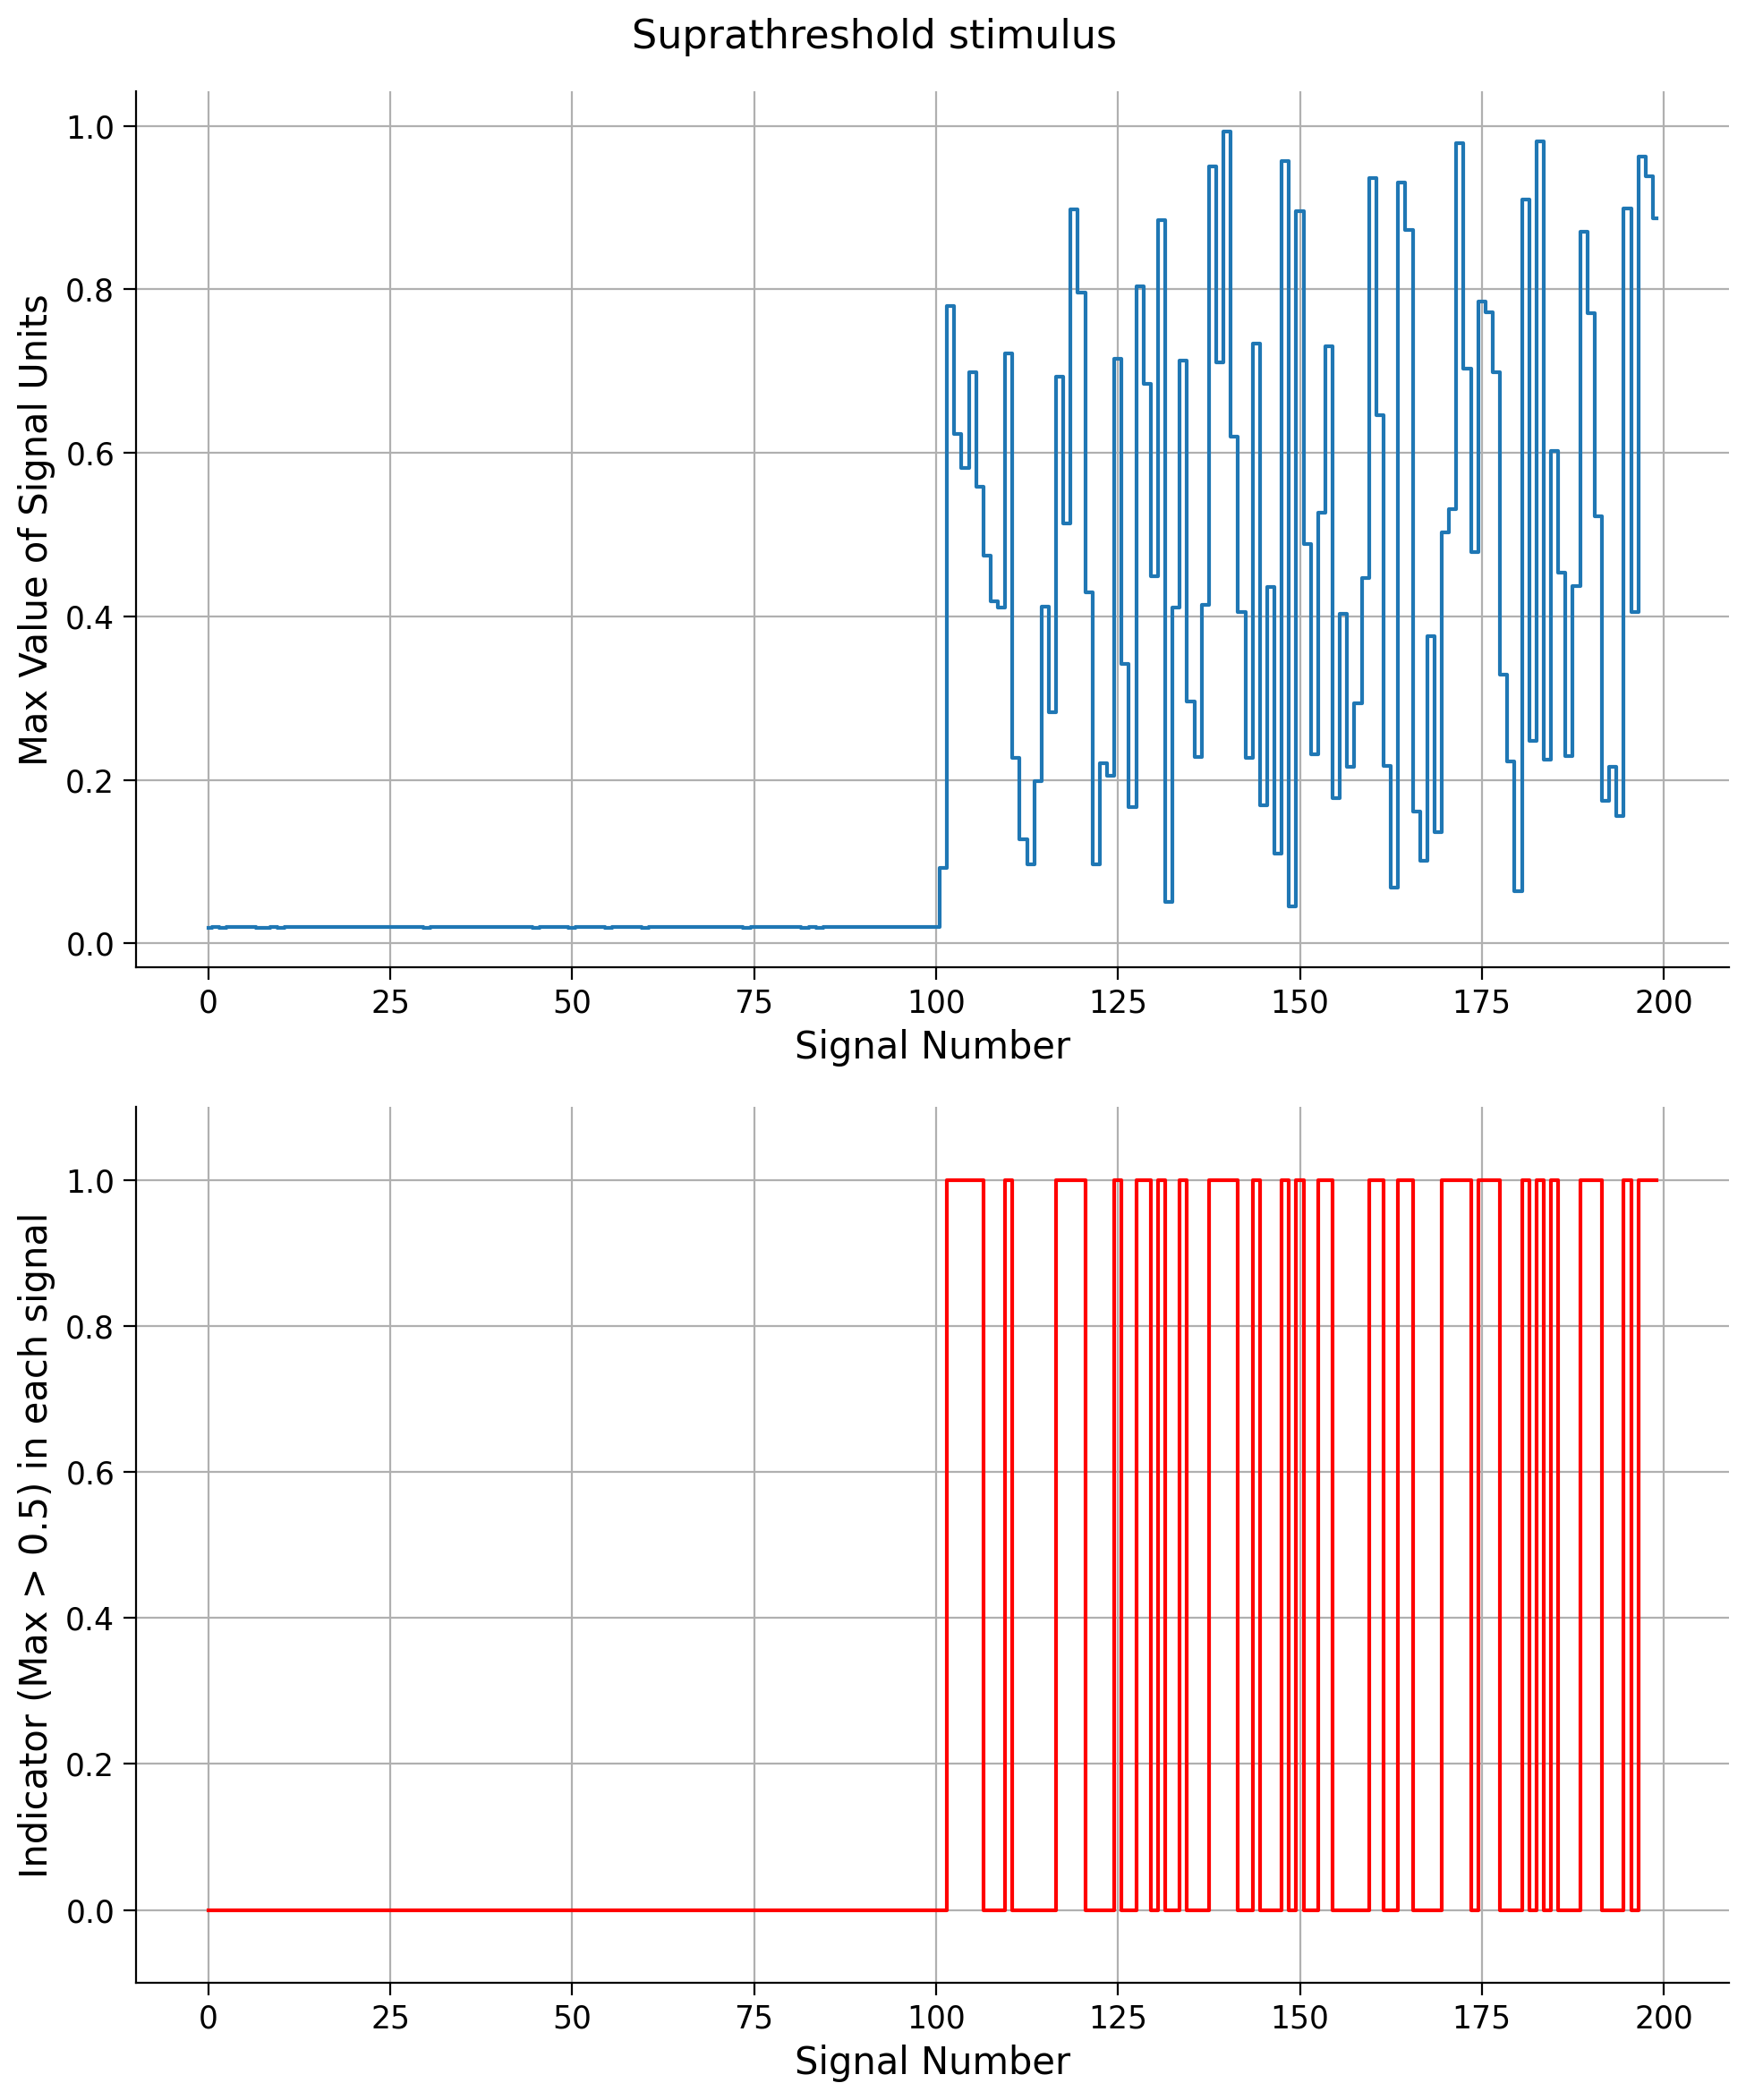 Suprathreshold stimulus
Max Value of Signal Units
1.0
0.8
0.6
0.4
0.2
0.0
0 25 50 75 100 125 150 175 200
Signal Number
Indicator (Max > 0.5) in each signal
1.0
0.8
0.6
0.4
0.2
0.0
0 25 50 75 100 125 150 175 200
Signal Number